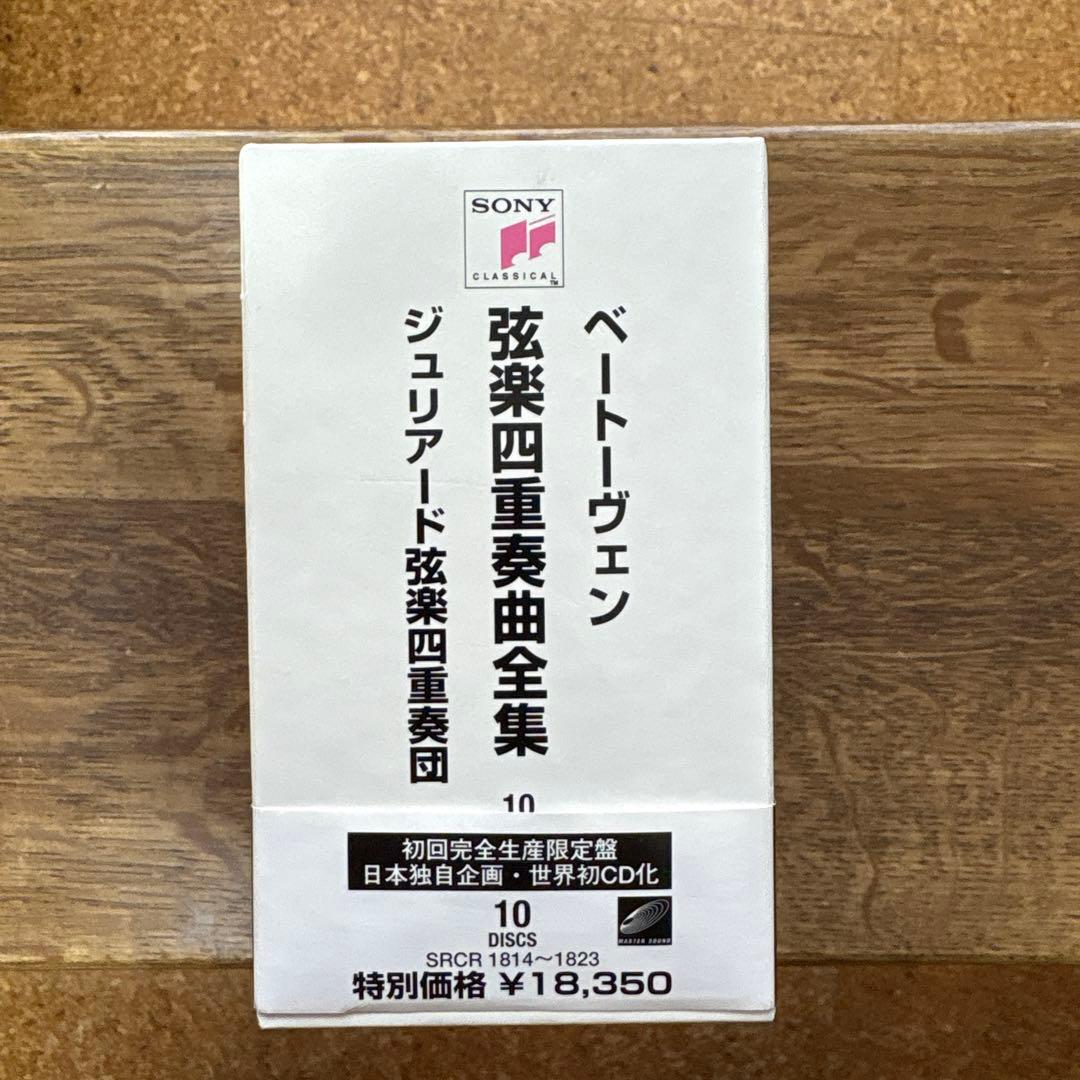 SONY
CLASSICAL™
ベートーヴェン
弦楽四重奏曲全集
ジュリアード弦楽四重奏団
10
初回完全生産限定盤
日本独自企画・世界初CD化
10
DISCS
MASTER SOUND
SRCR 1814〜1823
特別価格 ¥18,350